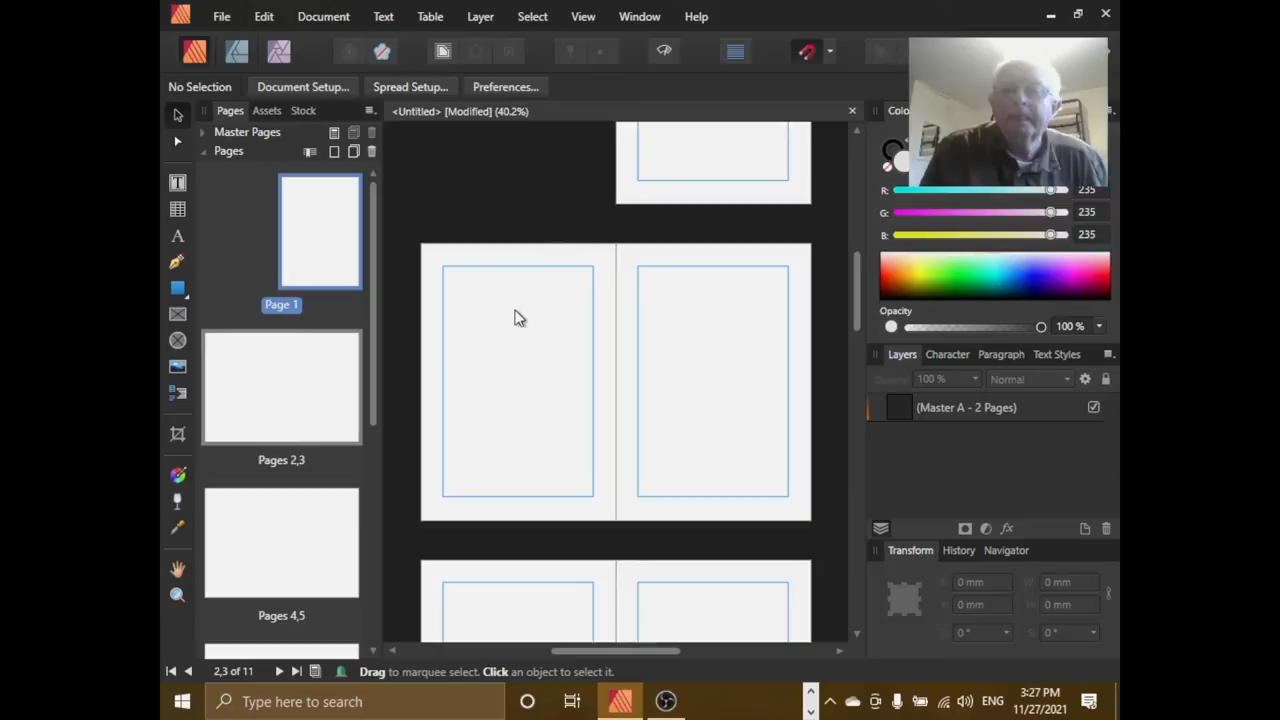 File Edit Document Text Table Layer Select View Window Help
No Selection Document Setup... Spread Setup... Preferences...
Pages Assets Stock
<Untitled> [Modified] (40.2%)
Master Pages
Pages
Page 1
Pages 2,3
Pages 4,5
R: 235
G: 235
B: 235
Opacity
100 %
Layers Character Paragraph Text Styles
100 % Normal
(Master A - 2 Pages)
fx
Transform History Navigator
X: 0 mm W: 0 mm
Y: 0 mm H: 0 mm
0 ° S: 0 °
2,3 of 11
Drag to marquee select. Click an object to select it.
Type here to search
ENG
3:27 PM
11/27/2021